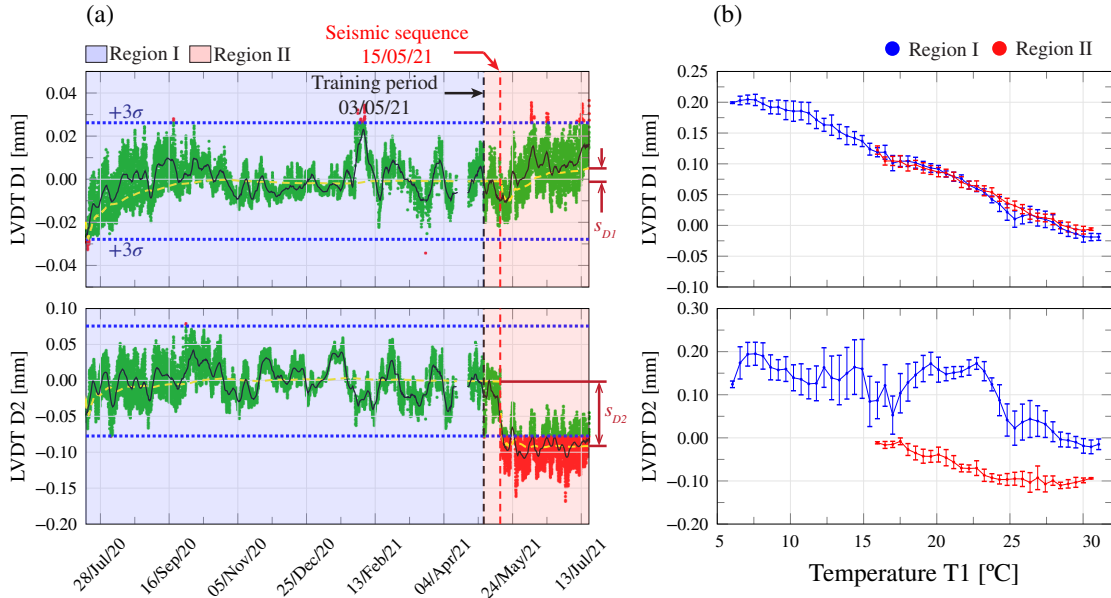 (a)
Region I
Region II
Seismic sequence
15/05/21
Training period
03/05/21
LVDT D1 [mm]
0.04
0.02
0.00
−0.02
−0.04
+3σ
+3σ
s_D1
LVDT D2 [mm]
0.10
0.05
0.00
−0.05
−0.10
−0.15
−0.20
s_D2
28/Jul/20
16/Sep/20
05/Nov/20
25/Dec/20
13/Feb/21
04/Apr/21
24/May/21
13/Jul/21
(b)
Region I
Region II
LVDT D1 [mm]
0.25
0.20
0.15
0.10
0.05
0.00
−0.05
−0.10
LVDT D2 [mm]
0.30
0.20
0.10
0.00
−0.10
−0.20
5
10
15
20
25
30
Temperature T1 [ºC]